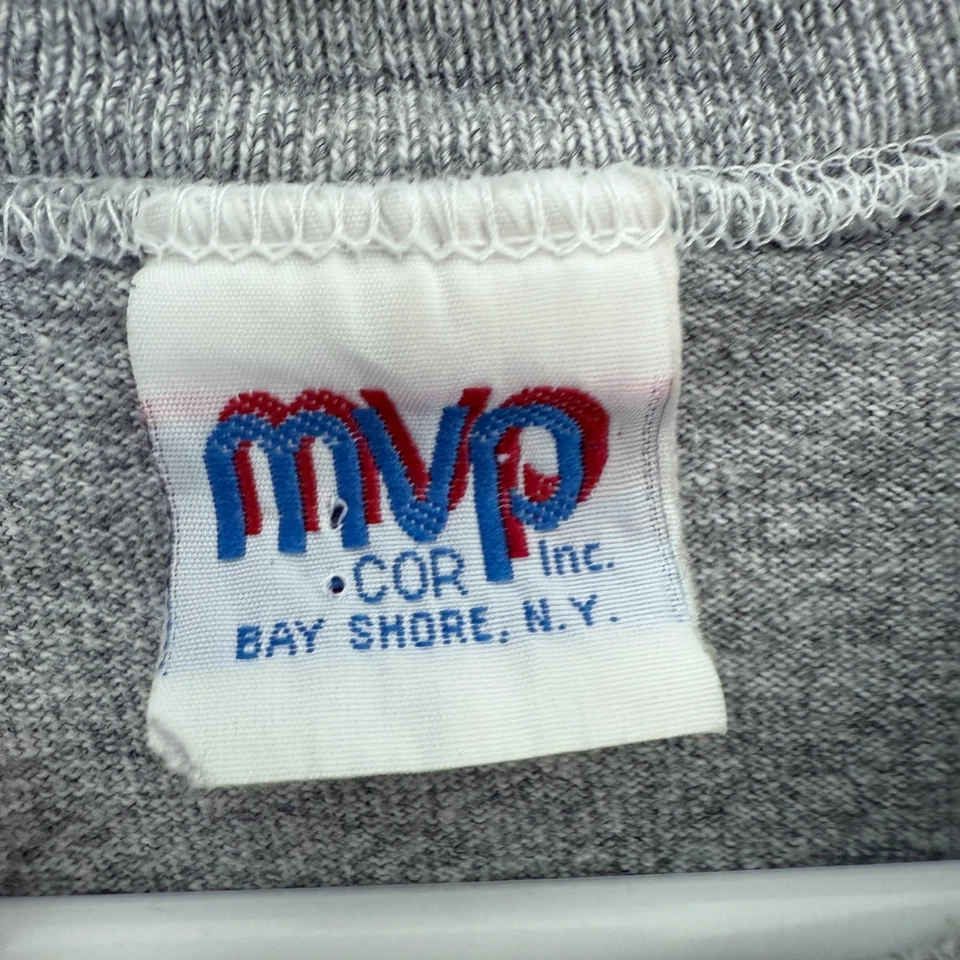 mvp
COR Inc.
BAY SHORE, N.Y.